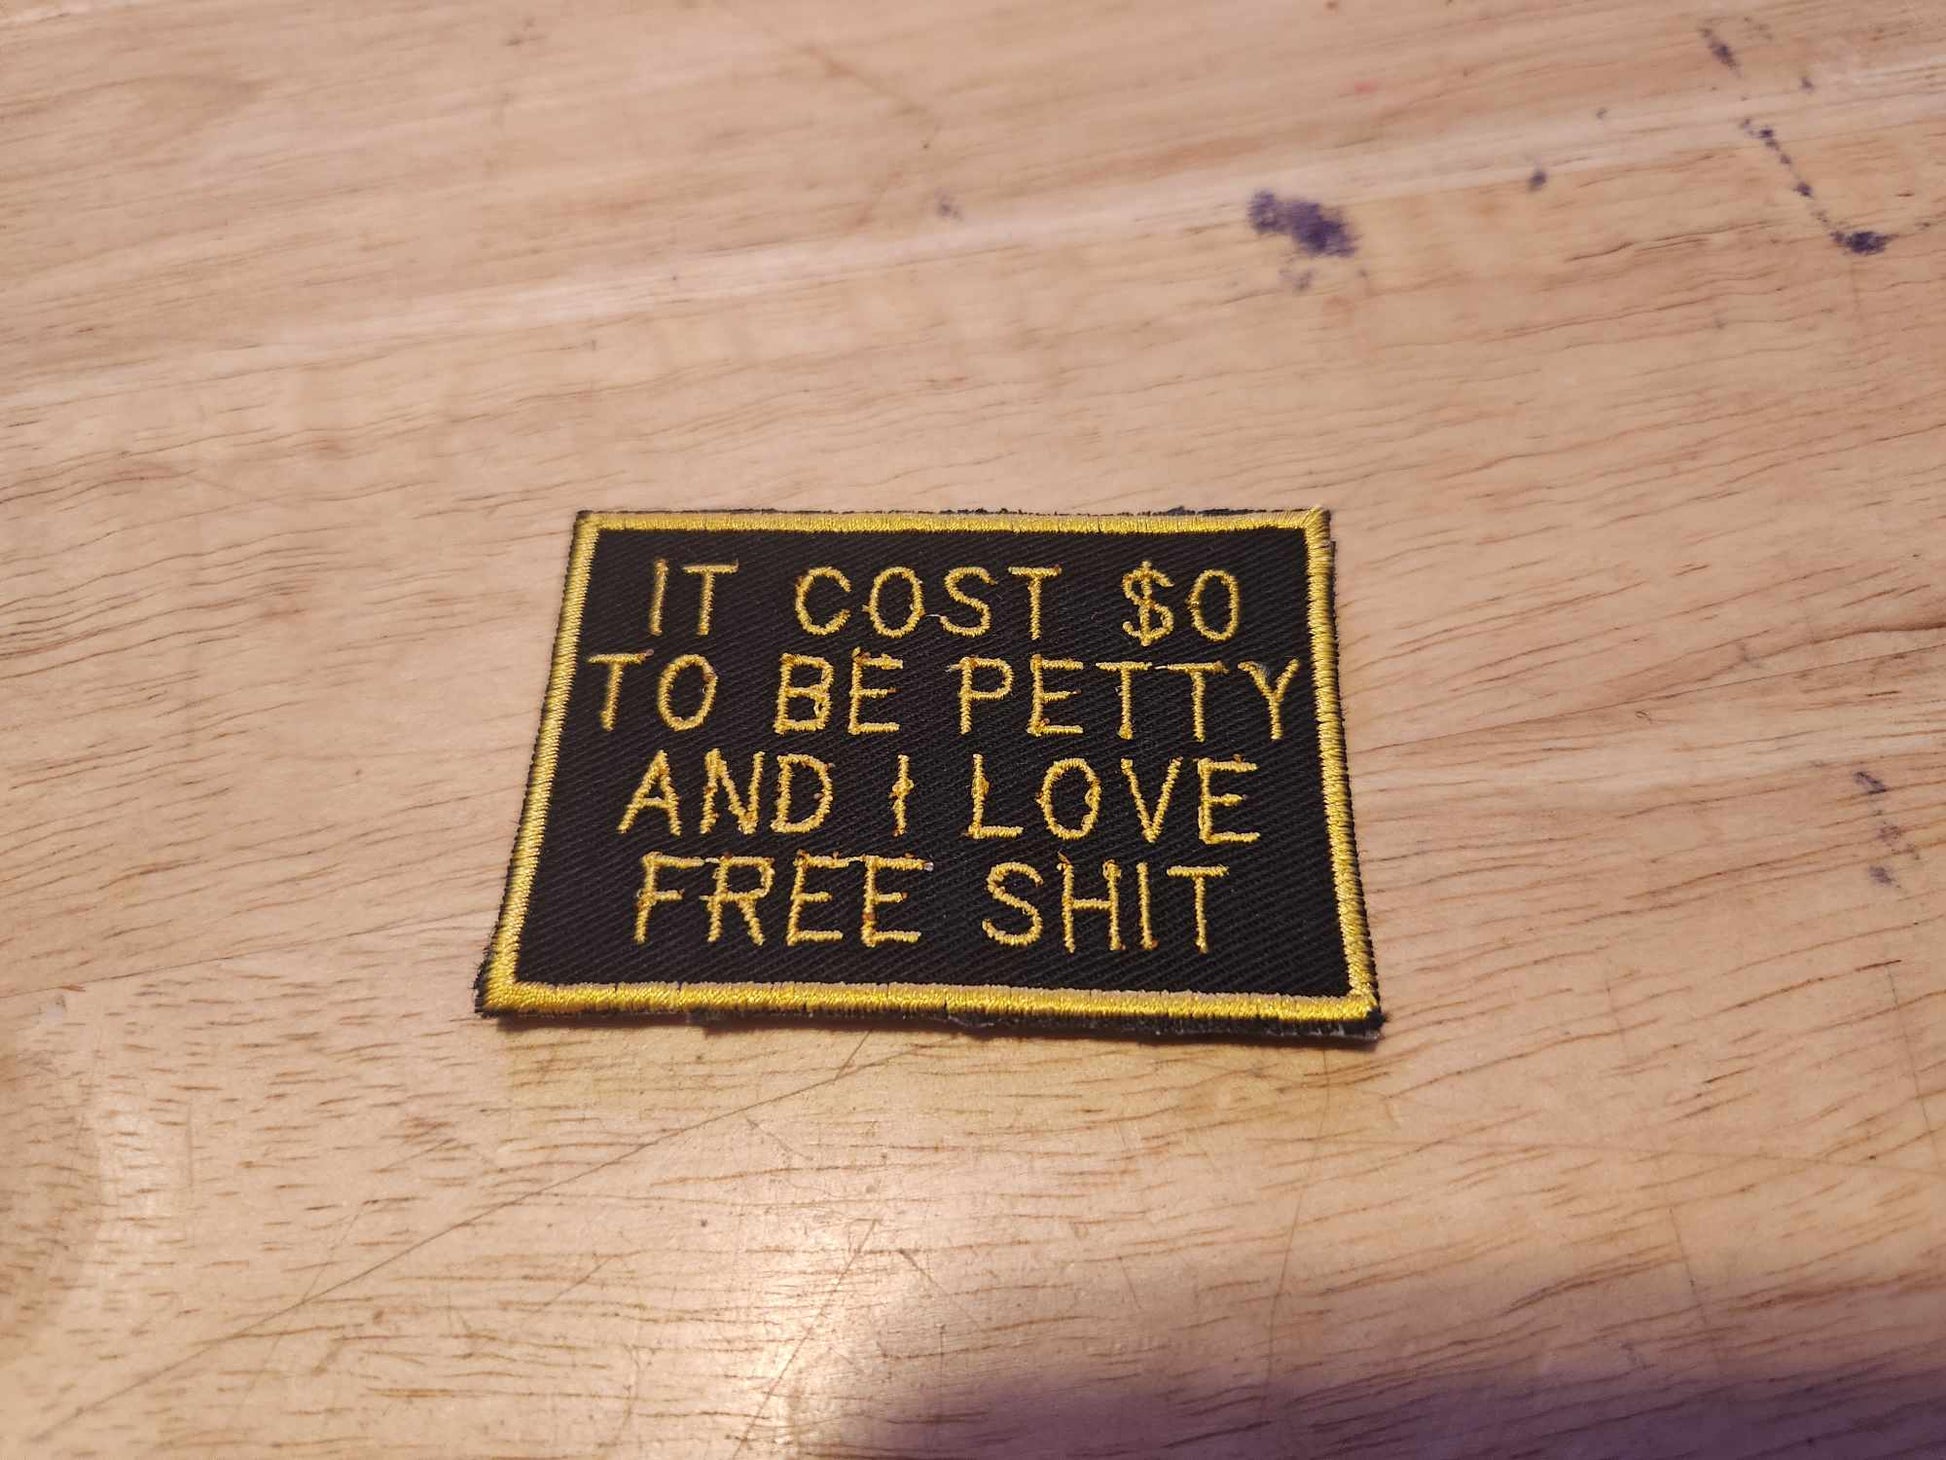 IT COST $0
TO BE PETTY
AND I LOVE
FREE SHIT